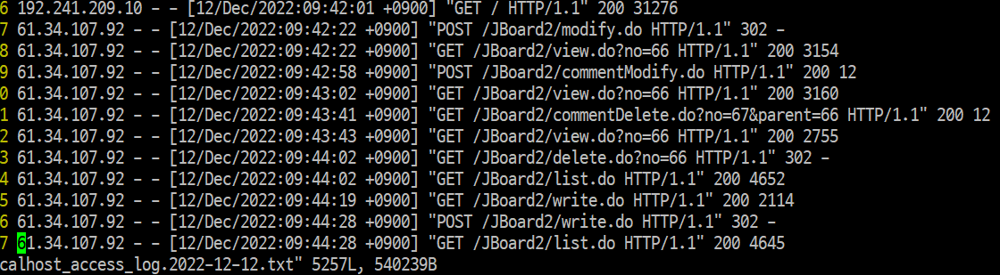 6 192.241.209.10 - - [12/Dec/2022:09:42:01 +0900] "GET / HTTP/1.1" 200 31276
7 61.34.107.92 - - [12/Dec/2022:09:42:22 +0900] "POST /JBoard2/modify.do HTTP/1.1" 302 -
8 61.34.107.92 - - [12/Dec/2022:09:42:22 +0900] "GET /JBoard2/view.do?no=66 HTTP/1.1" 200 3154
9 61.34.107.92 - - [12/Dec/2022:09:42:58 +0900] "POST /JBoard2/commentModify.do HTTP/1.1" 200 12
0 61.34.107.92 - - [12/Dec/2022:09:43:02 +0900] "GET /JBoard2/view.do?no=66 HTTP/1.1" 200 3160
1 61.34.107.92 - - [12/Dec/2022:09:43:41 +0900] "GET /JBoard2/commentDelete.do?no=67&parent=66 HTTP/1.1" 200 12
2 61.34.107.92 - - [12/Dec/2022:09:43:43 +0900] "GET /JBoard2/view.do?no=66 HTTP/1.1" 200 2755
3 61.34.107.92 - - [12/Dec/2022:09:44:02 +0900] "GET /JBoard2/delete.do?no=66 HTTP/1.1" 302 -
4 61.34.107.92 - - [12/Dec/2022:09:44:02 +0900] "GET /JBoard2/list.do HTTP/1.1" 200 4652
5 61.34.107.92 - - [12/Dec/2022:09:44:19 +0900] "GET /JBoard2/write.do HTTP/1.1" 200 2114
6 61.34.107.92 - - [12/Dec/2022:09:44:28 +0900] "POST /JBoard2/write.do HTTP/1.1" 302 -
7 61.34.107.92 - - [12/Dec/2022:09:44:28 +0900] "GET /JBoard2/list.do HTTP/1.1" 200 4645
calhost_access_log.2022-12-12.txt" 5257L, 540239B